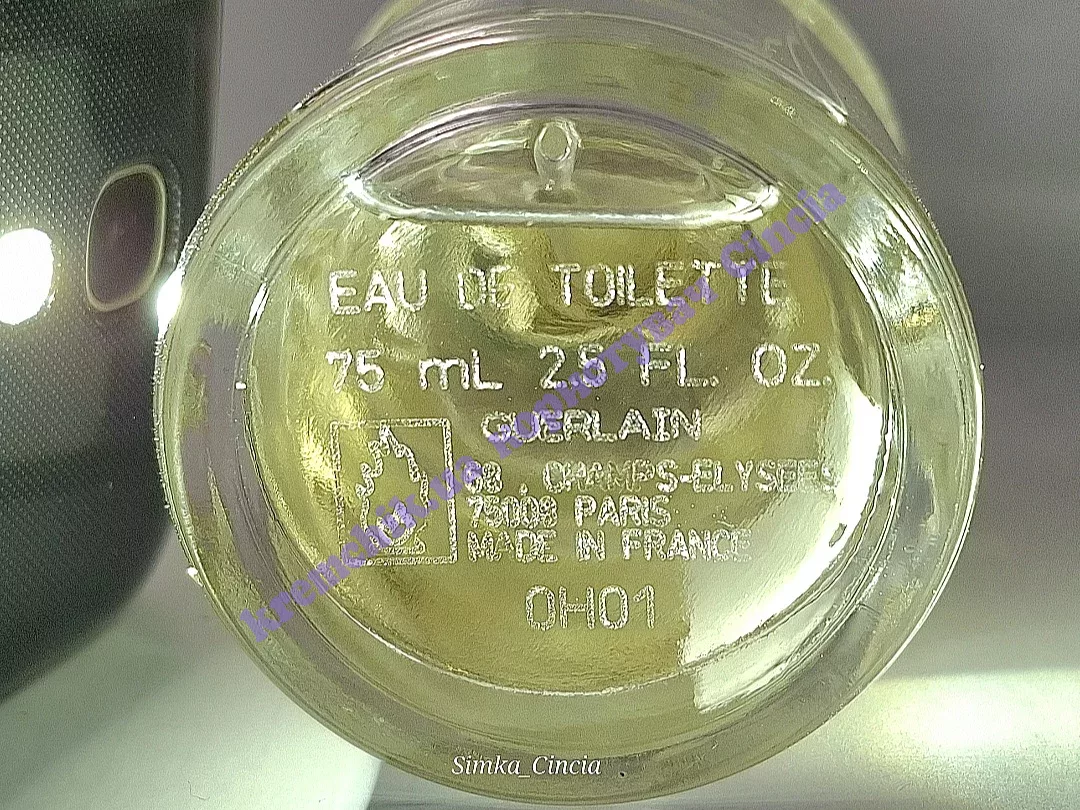 EAU DE TOILETTE
75 mL 2.5 FL. OZ.
GUERLAIN
68, CHAMPS-ELYSEES
75008 PARIS
MADE IN FRANCE
0H01
kremchik.ua Cincia
Simka_Cincia